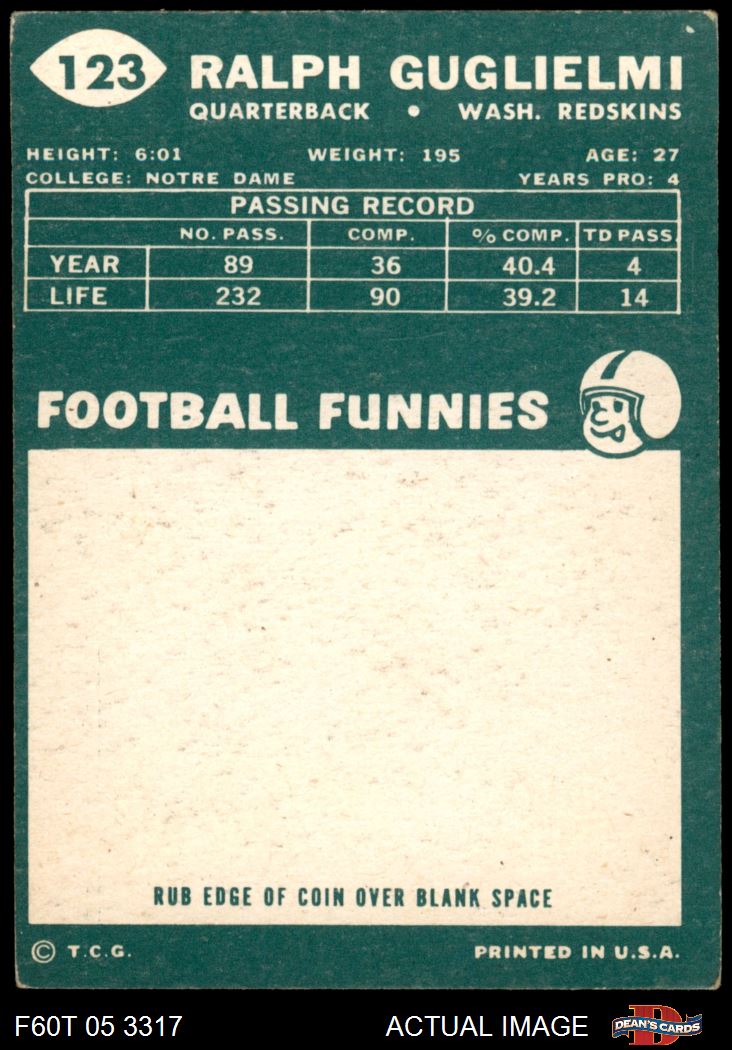 123
RALPH GUGLIELMI
QUARTERBACK • WASH. REDSKINS
HEIGHT: 6:01 WEIGHT: 195 AGE: 27
COLLEGE: NOTRE DAME YEARS PRO: 4
PASSING RECORD
NO. PASS. COMP. % COMP. TD PASS.
YEAR 89 36 40.4 4
LIFE 232 90 39.2 14
FOOTBALL FUNNIES
RUB EDGE OF COIN OVER BLANK SPACE
© T.C.G. PRINTED IN U.S.A.
F60T 05 3317 ACTUAL IMAGE D DEAN'S CARDS